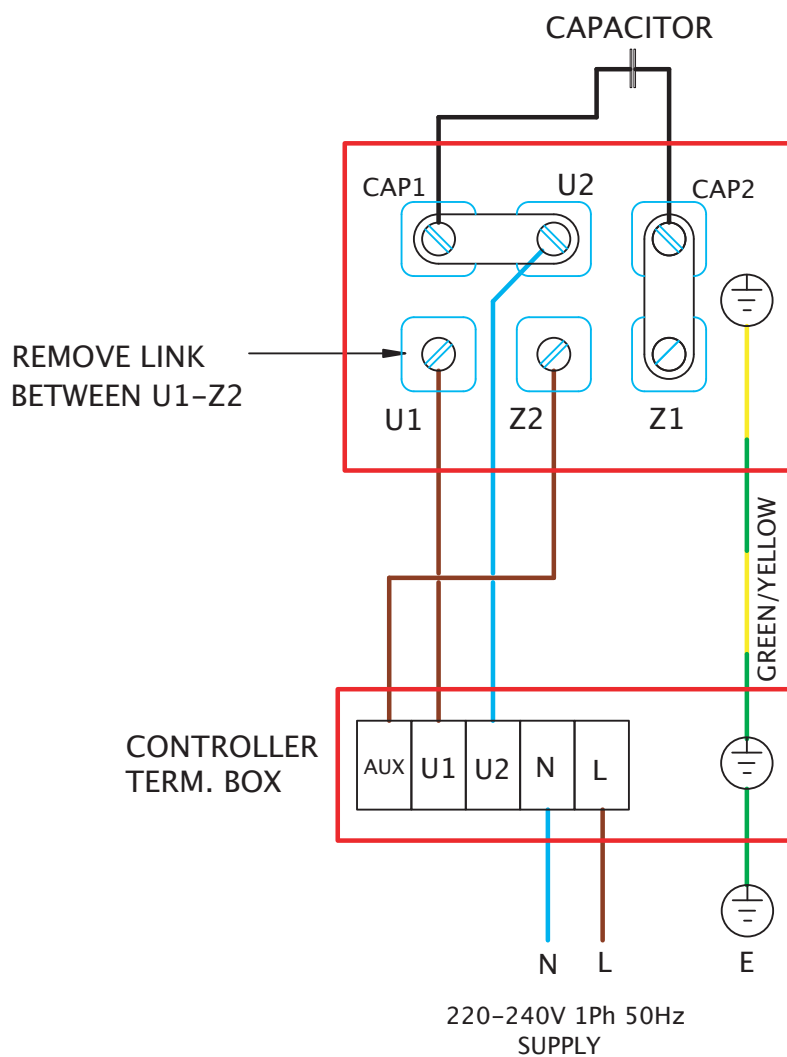 CAPACITOR
CAP1
U2
CAP2
REMOVE LINK
BETWEEN U1-Z2
U1
Z2
Z1
GREEN/YELLOW
CONTROLLER
TERM. BOX
AUX
U1
U2
N
L
N
L
E
220-240V 1Ph 50Hz
SUPPLY